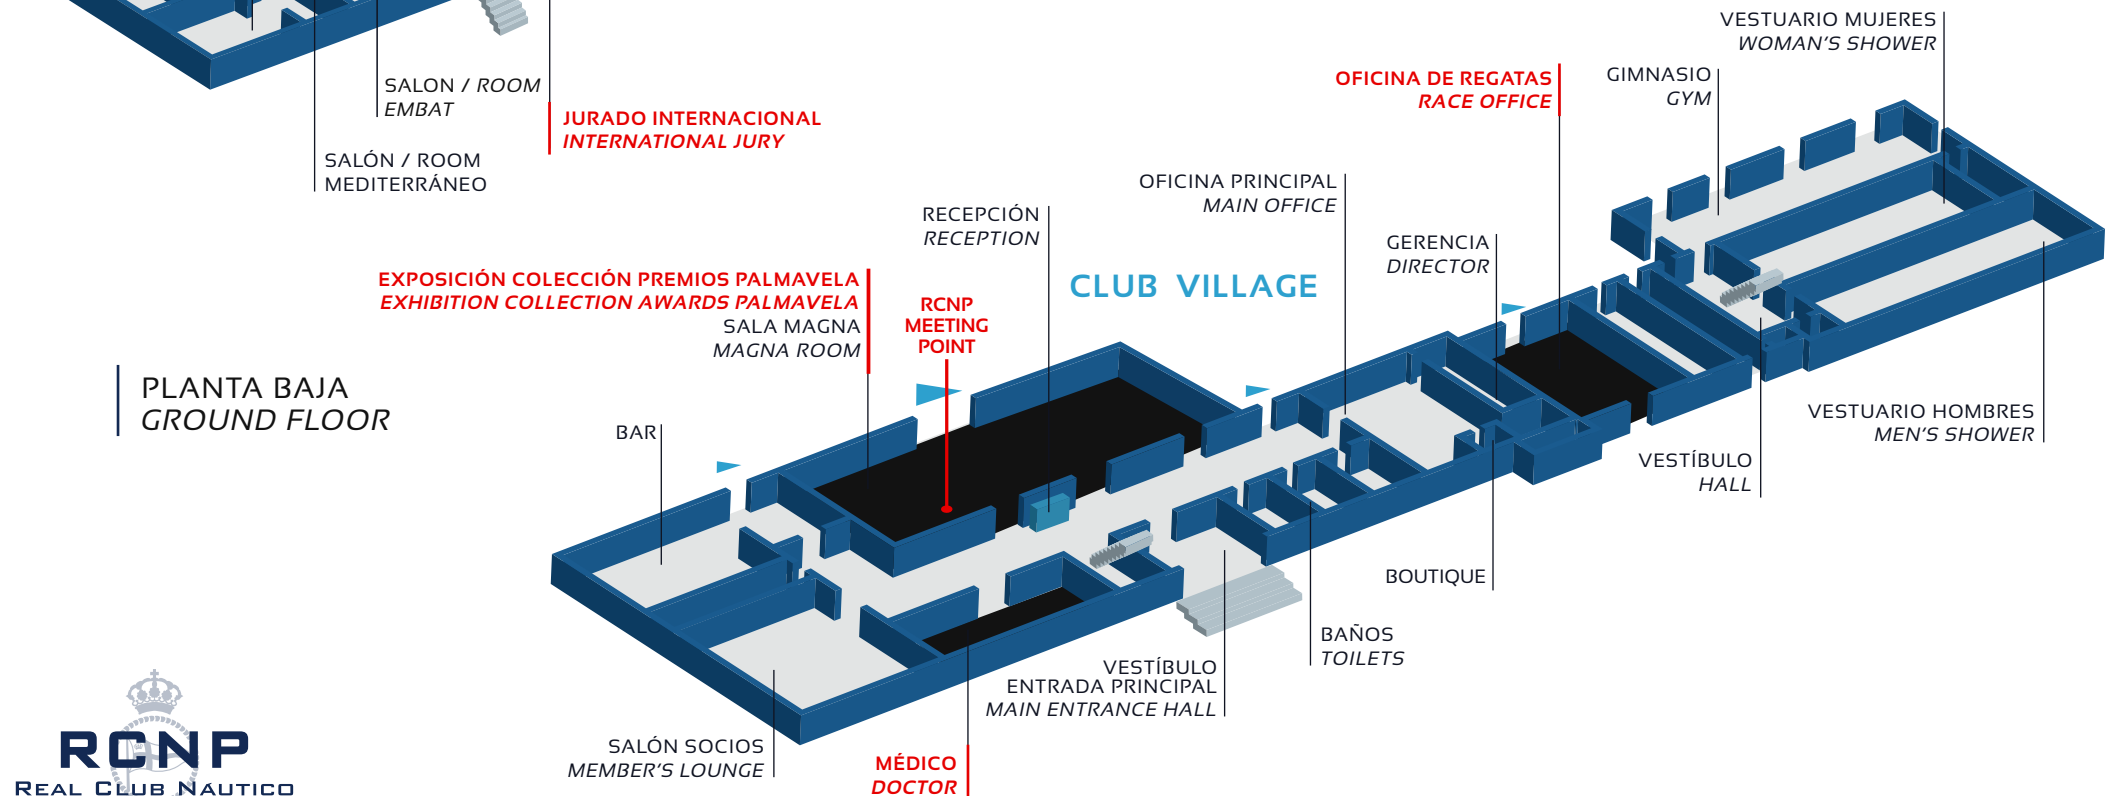 VESTUARIO MUJERES
WOMAN'S SHOWER
OFICINA DE REGATAS
RACE OFFICE
GIMNASIO
GYM
SALON / ROOM
EMBAT
JURADO INTERNACIONAL
INTERNATIONAL JURY
SALÓN / ROOM
MEDITERRÁNEO
OFICINA PRINCIPAL
MAIN OFFICE
RECEPCIÓN
RECEPTION
GERENCIA
DIRECTOR
CLUB VILLAGE
EXPOSICIÓN COLECCIÓN PREMIOS PALMAVELA
EXHIBITION COLLECTION AWARDS PALMAVELA
SALA MAGNA
MAGNA ROOM
RCNP
MEETING
POINT
PLANTA BAJA
GROUND FLOOR
BAR
VESTUARIO HOMBRES
MEN'S SHOWER
VESTÍBULO
HALL
BOUTIQUE
BAÑOS
TOILETS
VESTÍBULO
ENTRADA PRINCIPAL
MAIN ENTRANCE HALL
SALÓN SOCIOS
MEMBER'S LOUNGE
MÉDICO
DOCTOR
RCNP
REAL CLUB NÁUTICO